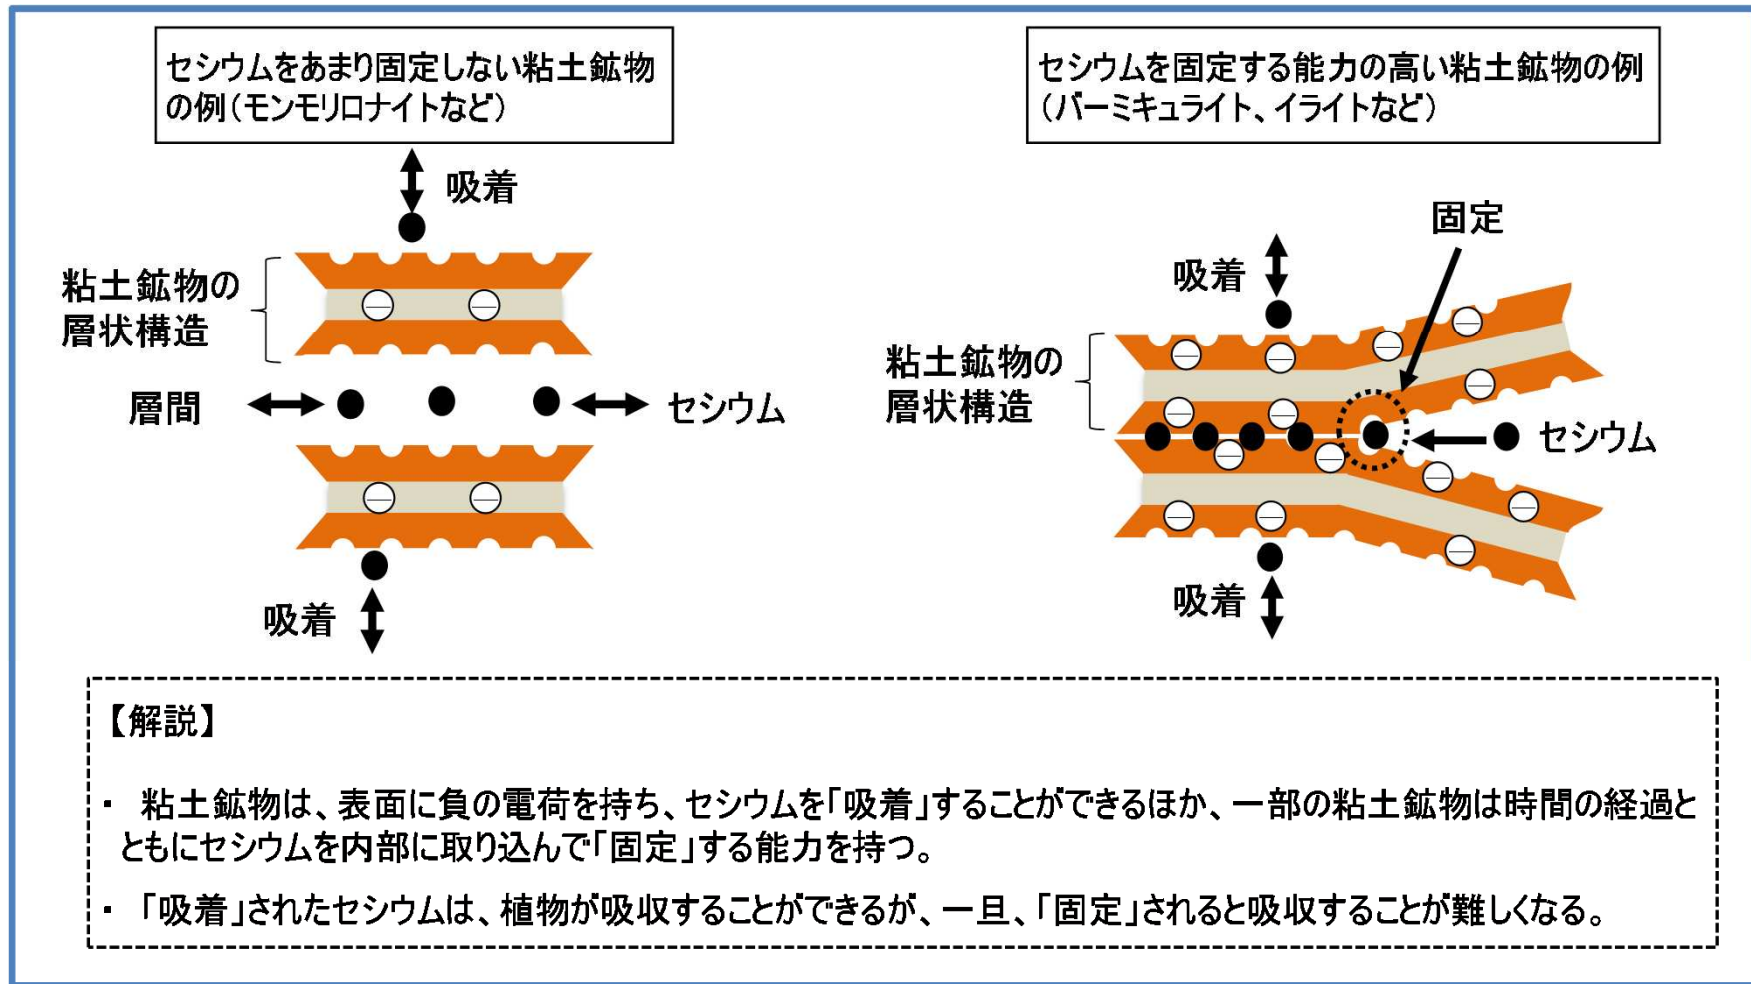 セシウムをあまり固定しない粘土鉱物
の例（モンモリロナイトなど）
吸着
粘土鉱物の
層状構造
層間
セシウム
吸着
セシウムを固定する能力の高い粘土鉱物の例
（バーミキュライト、イライトなど）
固定
吸着
粘土鉱物の
層状構造
セシウム
吸着
【解説】
・ 粘土鉱物は、表面に負の電荷を持ち、セシウムを「吸着」することができるほか、一部の粘土鉱物は時間の経過と
ともにセシウムを内部に取り込んで「固定」する能力を持つ。
・ 「吸着」されたセシウムは、植物が吸収することができるが、一旦、「固定」されると吸収することが難しくなる。